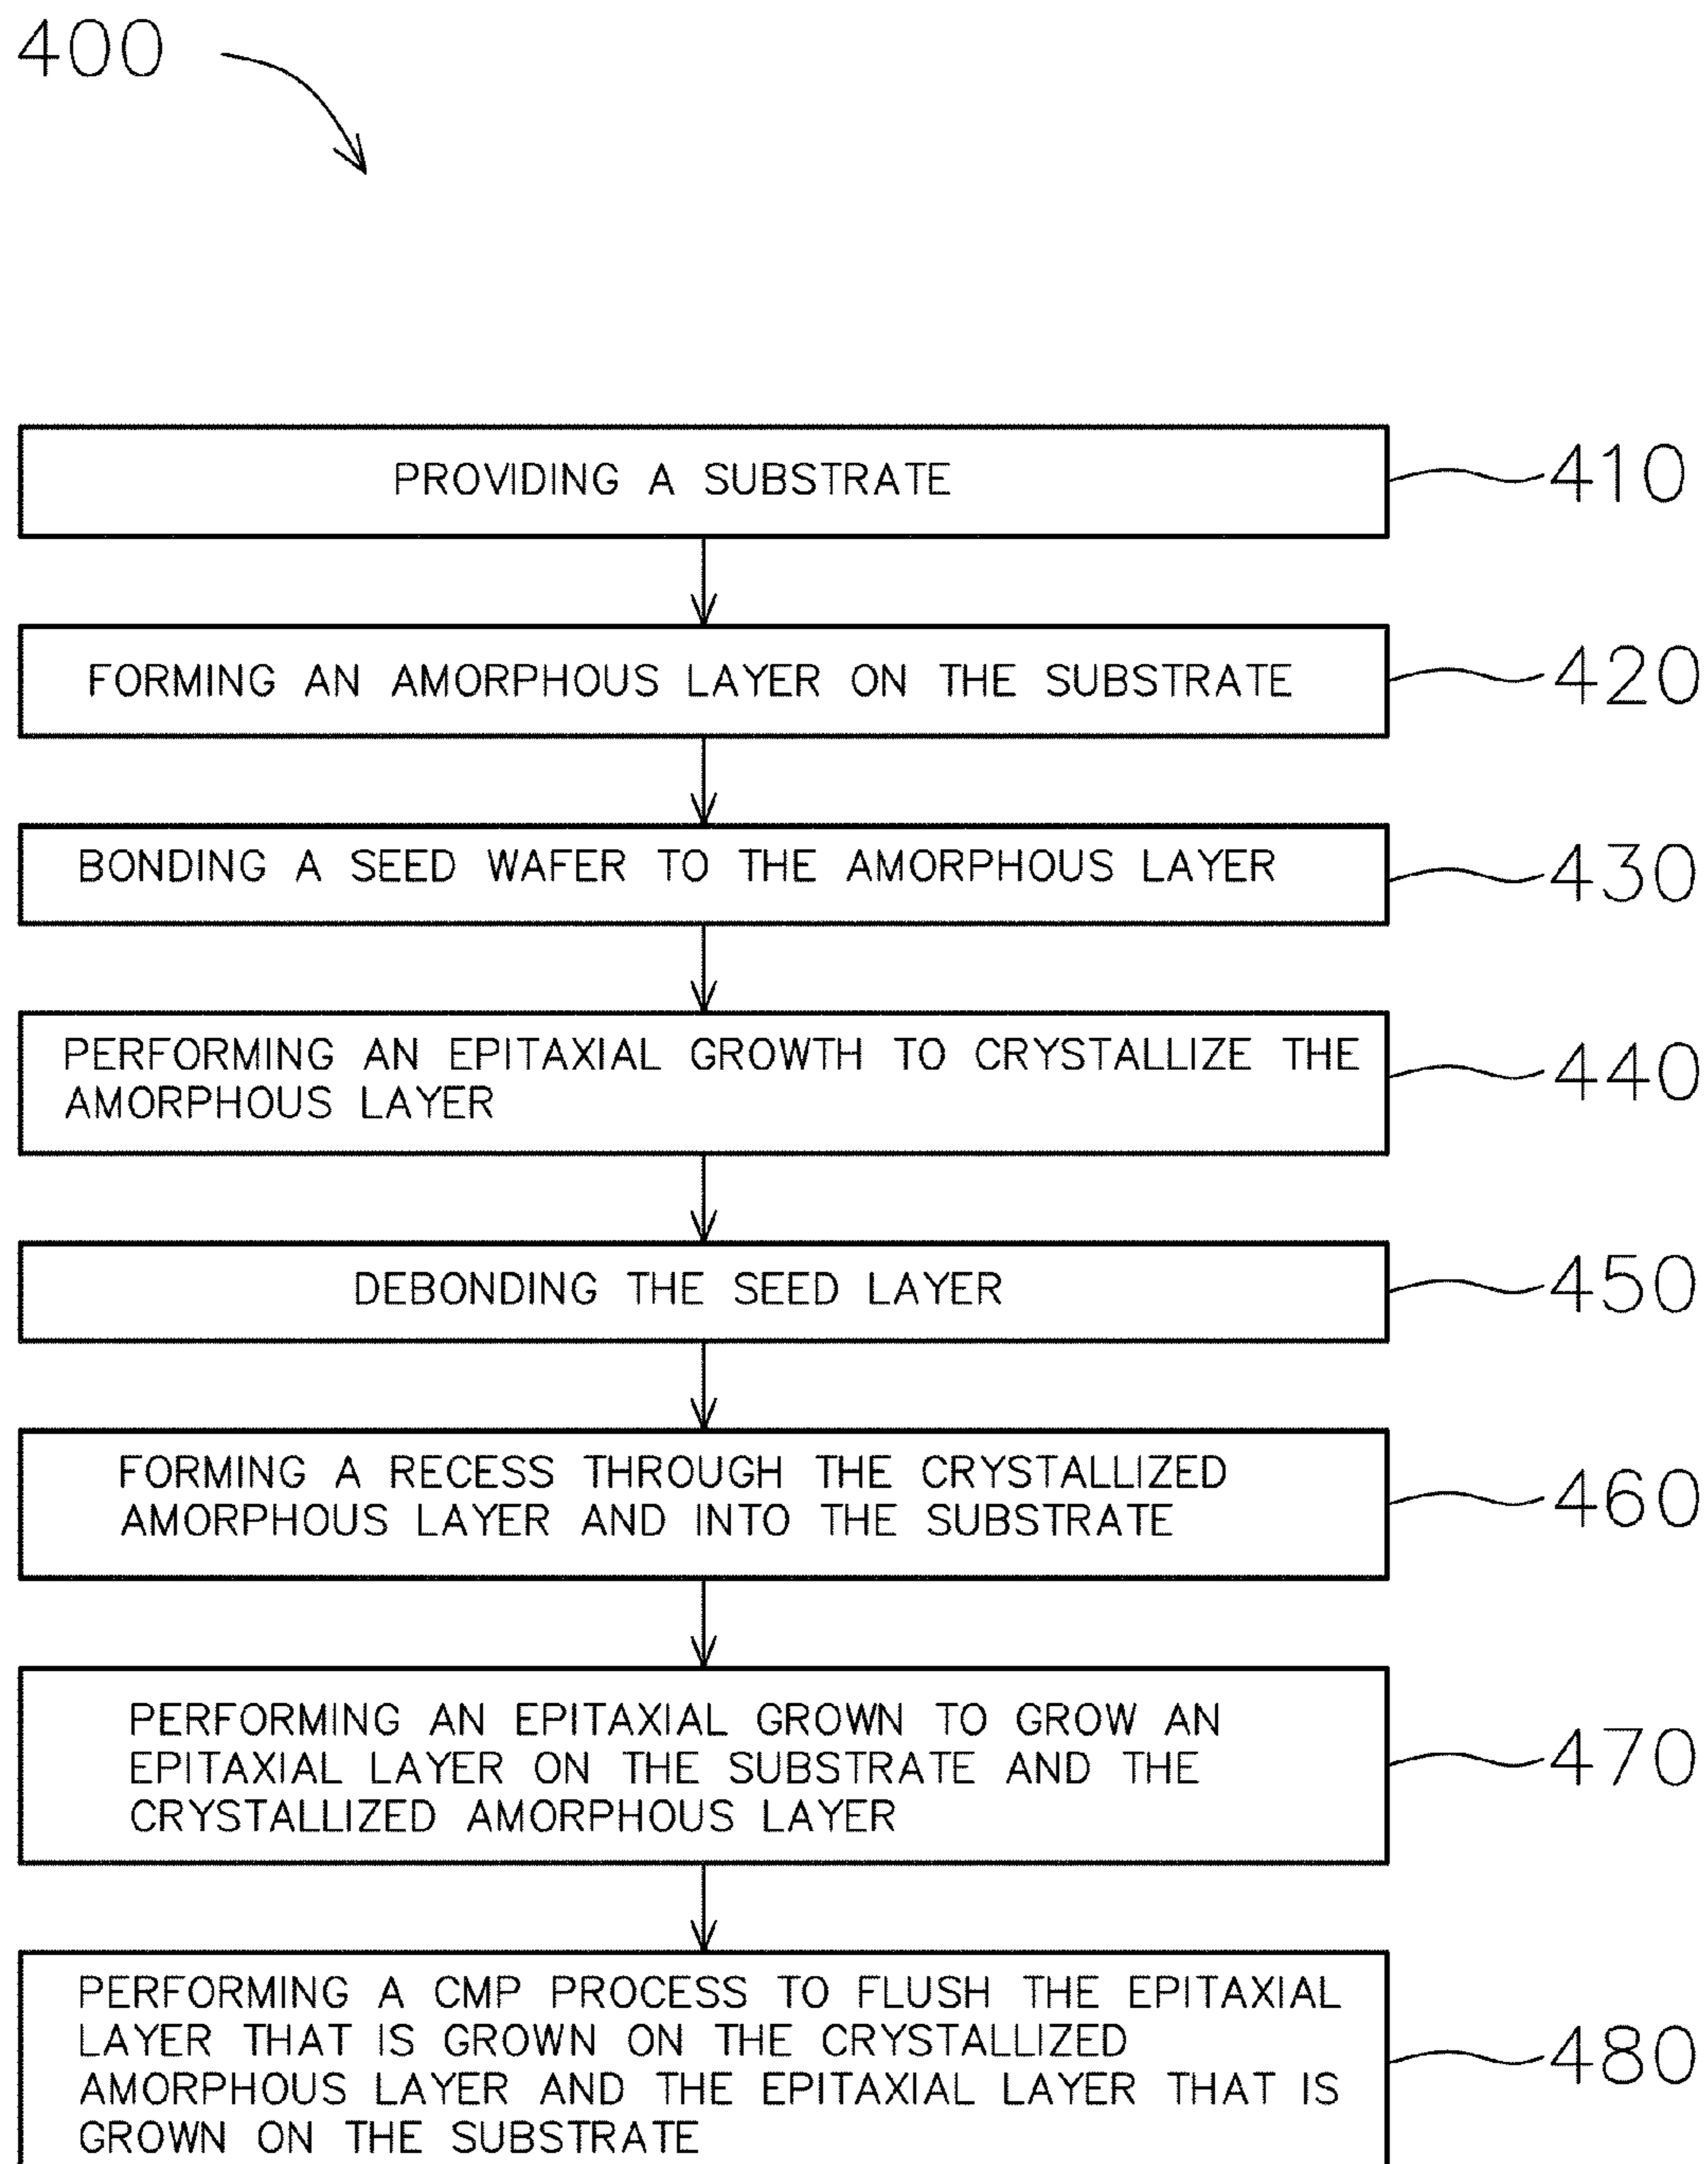 400
PROVIDING A SUBSTRATE
410
FORMING AN AMORPHOUS LAYER ON THE SUBSTRATE
420
BONDING A SEED WAFER TO THE AMORPHOUS LAYER
430
PERFORMING AN EPITAXIAL GROWTH TO CRYSTALLIZE THE
AMORPHOUS LAYER
440
DEBONDING THE SEED LAYER
450
FORMING A RECESS THROUGH THE CRYSTALLIZED
AMORPHOUS LAYER AND INTO THE SUBSTRATE
460
PERFORMING AN EPITAXIAL GROWN TO GROW AN
EPITAXIAL LAYER ON THE SUBSTRATE AND THE
CRYSTALLIZED AMORPHOUS LAYER
470
PERFORMING A CMP PROCESS TO FLUSH THE EPITAXIAL
LAYER THAT IS GROWN ON THE CRYSTALLIZED
AMORPHOUS LAYER AND THE EPITAXIAL LAYER THAT IS
GROWN ON THE SUBSTRATE
480